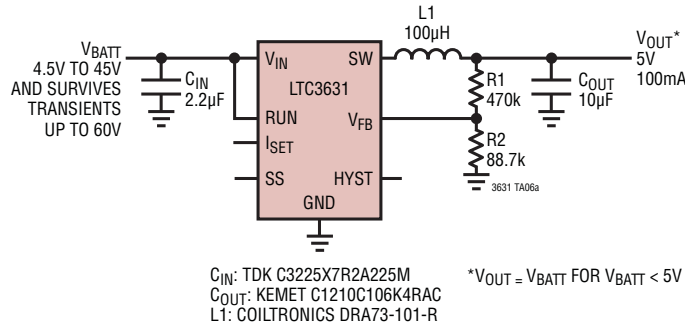 L1
100µH
VBATT
4.5V TO 45V
AND SURVIVES
TRANSIENTS
UP TO 60V
CIN
2.2µF
VIN
SW
LTC3631
RUN
VFB
ISET
SS
HYST
GND
R1
470k
R2
88.7k
3631 TA06a
COUT
10µF
VOUT*
5V
100mA
CIN: TDK C3225X7R2A225M
COUT: KEMET C1210C106K4RAC
L1: COILTRONICS DRA73-101-R
*VOUT = VBATT FOR VBATT < 5V